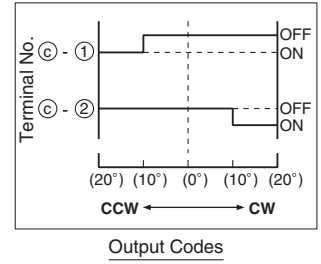 Terminal No.
ⓒ - ① OFF
ON
ⓒ - ② OFF
ON
(20°) (10°) (0°) (10°) (20°)
CCW CW
Output Codes